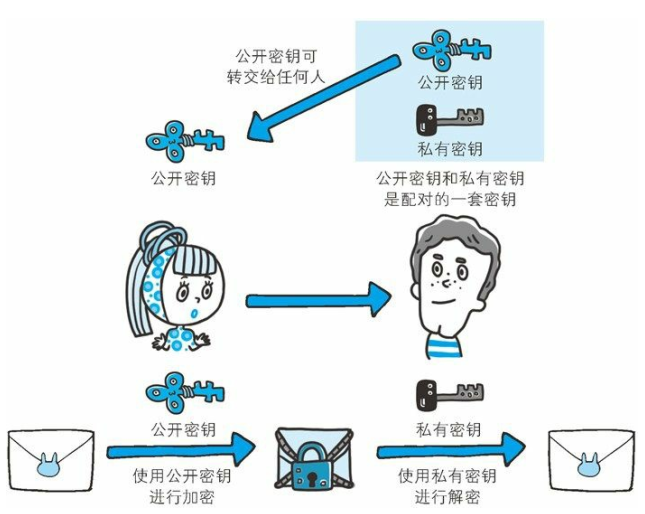 公开密钥可
转交给任何人
公开密钥
私有密钥
公开密钥
公开密钥和私有密钥
是配对的一套密钥
公开密钥
私有密钥
使用公开密钥
进行加密
使用私有密钥
进行解密